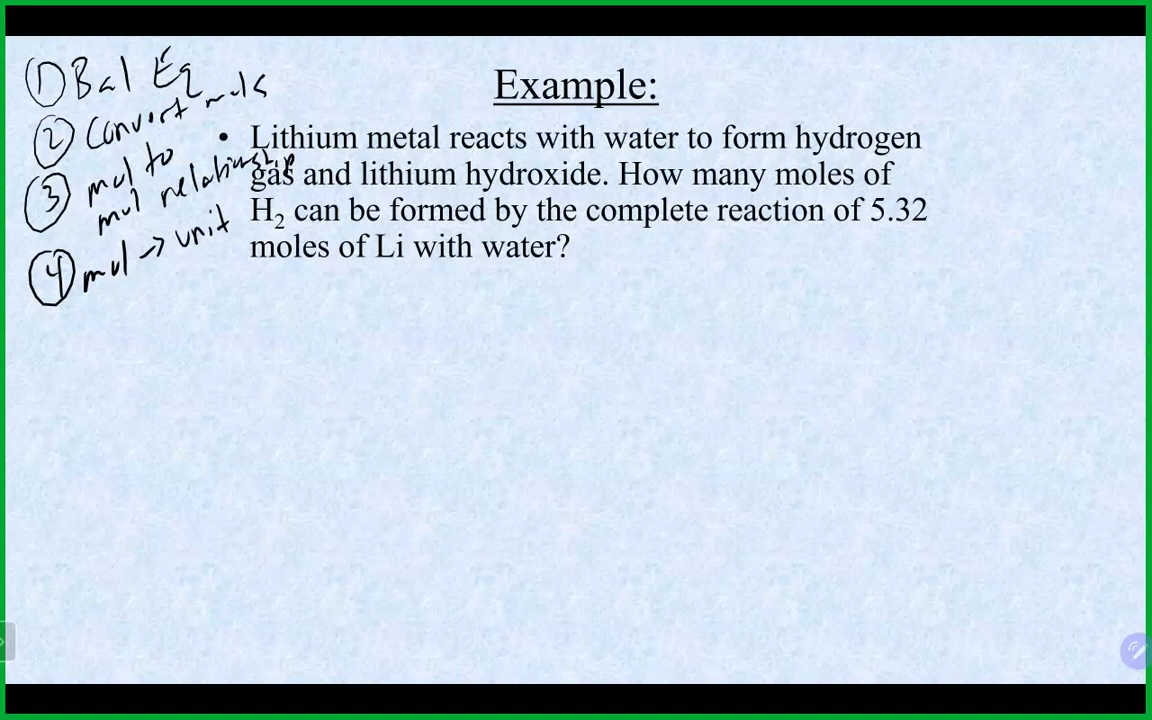 ① Bal Eq
② Convert mols
③ mol to
mol relationship
④ mol → unit
Example:
• Lithium metal reacts with water to form hydrogen
gas and lithium hydroxide. How many moles of
H₂ can be formed by the complete reaction of 5.32
moles of Li with water?